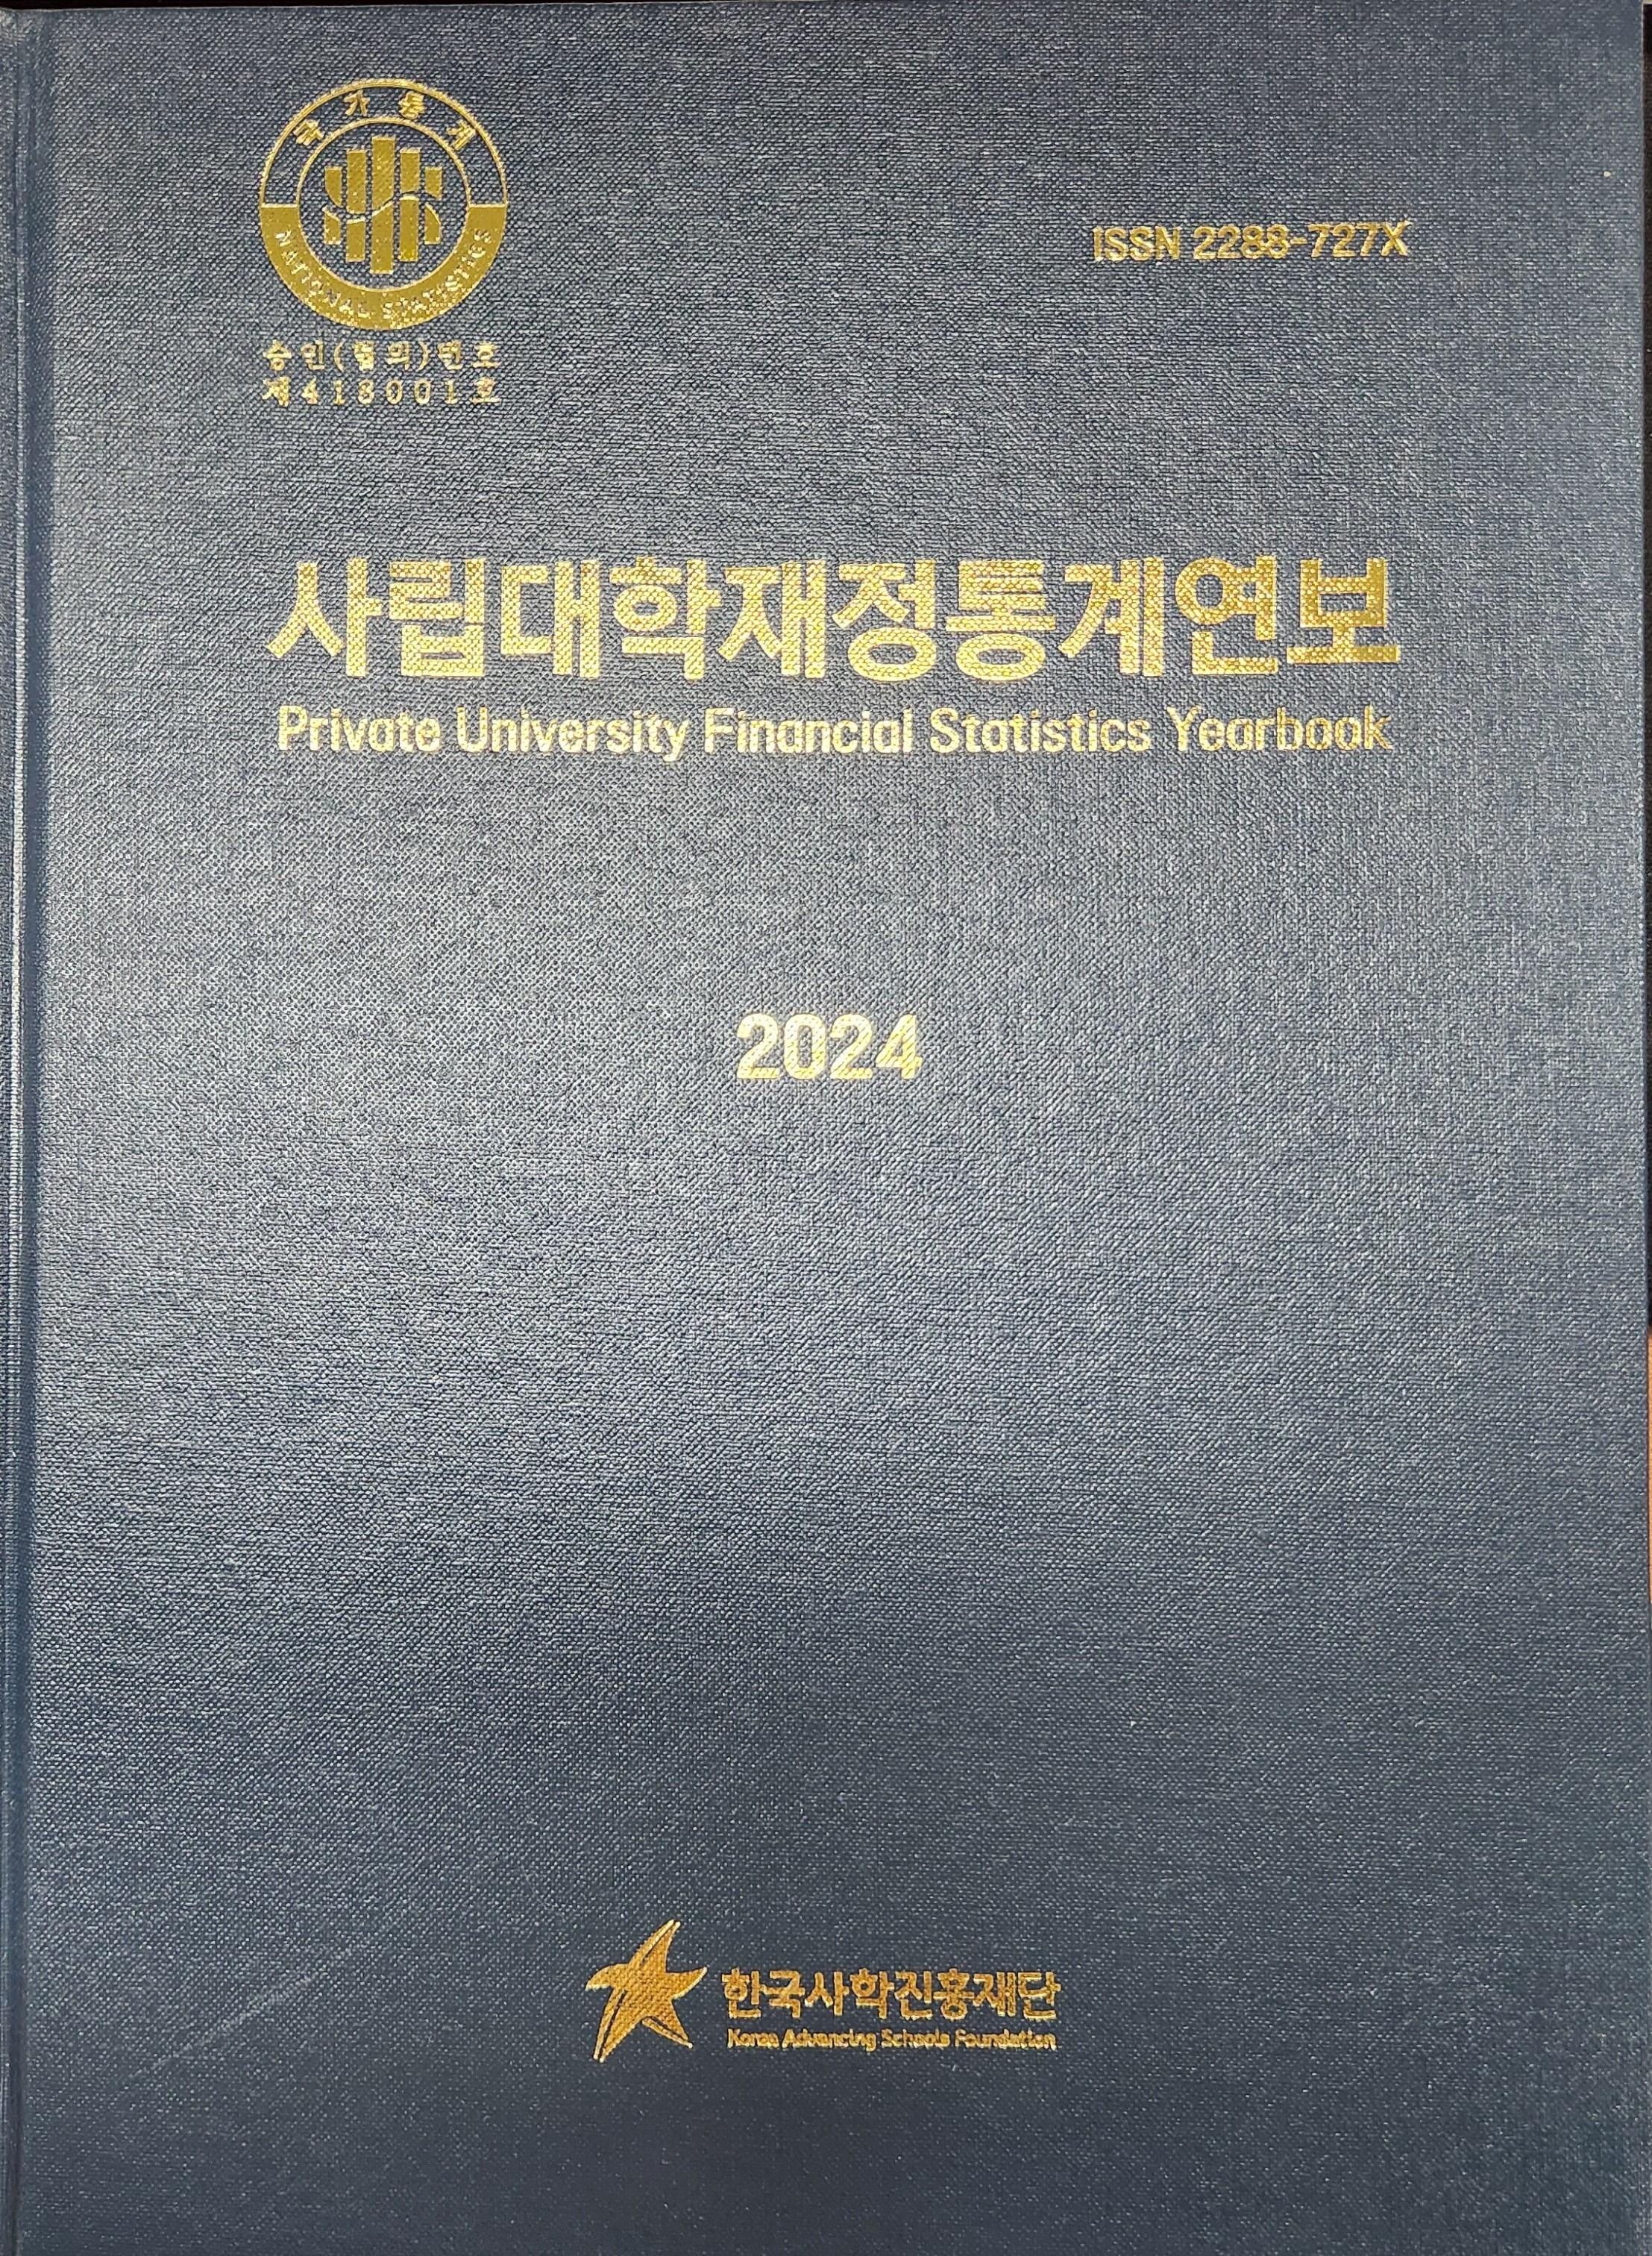 국가통계
NATIONAL STATISTICS
승인(협의)번호
제418001호
ISSN 2288-727X
사립대학재정통계연보
Private University Financial Statistics Yearbook
2024
한국사학진흥재단
Korea Advancing Schools Foundation